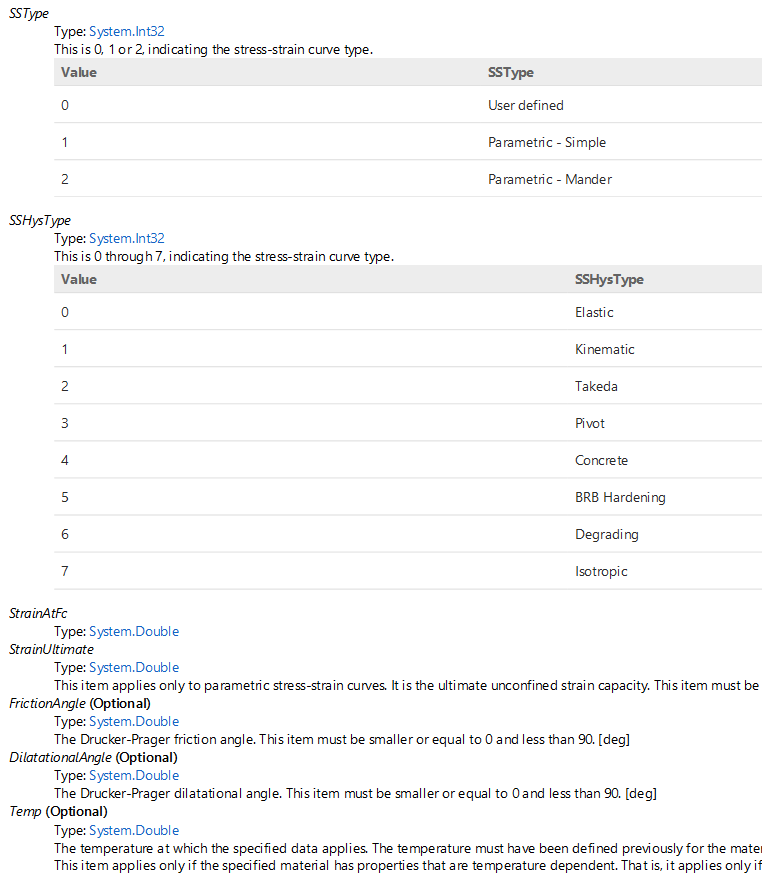 SSType
Type: System.Int32
This is 0, 1 or 2, indicating the stress-strain curve type.
Value SSType
0 User defined
1 Parametric - Simple
2 Parametric - Mander
SSHysType
Type: System.Int32
This is 0 through 7, indicating the stress-strain curve type.
Value SSHysType
0 Elastic
1 Kinematic
2 Takeda
3 Pivot
4 Concrete
5 BRB Hardening
6 Degrading
7 Isotropic
StrainAtFc
Type: System.Double
StrainUltimate
Type: System.Double
This item applies only to parametric stress-strain curves. It is the ultimate unconfined strain capacity. This item must be
FrictionAngle (Optional)
Type: System.Double
The Drucker-Prager friction angle. This item must be smaller or equal to 0 and less than 90. [deg]
DilatationalAngle (Optional)
Type: System.Double
The Drucker-Prager dilatational angle. This item must be smaller or equal to 0 and less than 90. [deg]
Temp (Optional)
Type: System.Double
The temperature at which the specified data applies. The temperature must have been defined previously for the mate
This item applies only if the specified material has properties that are temperature dependent. That is, it applies only if